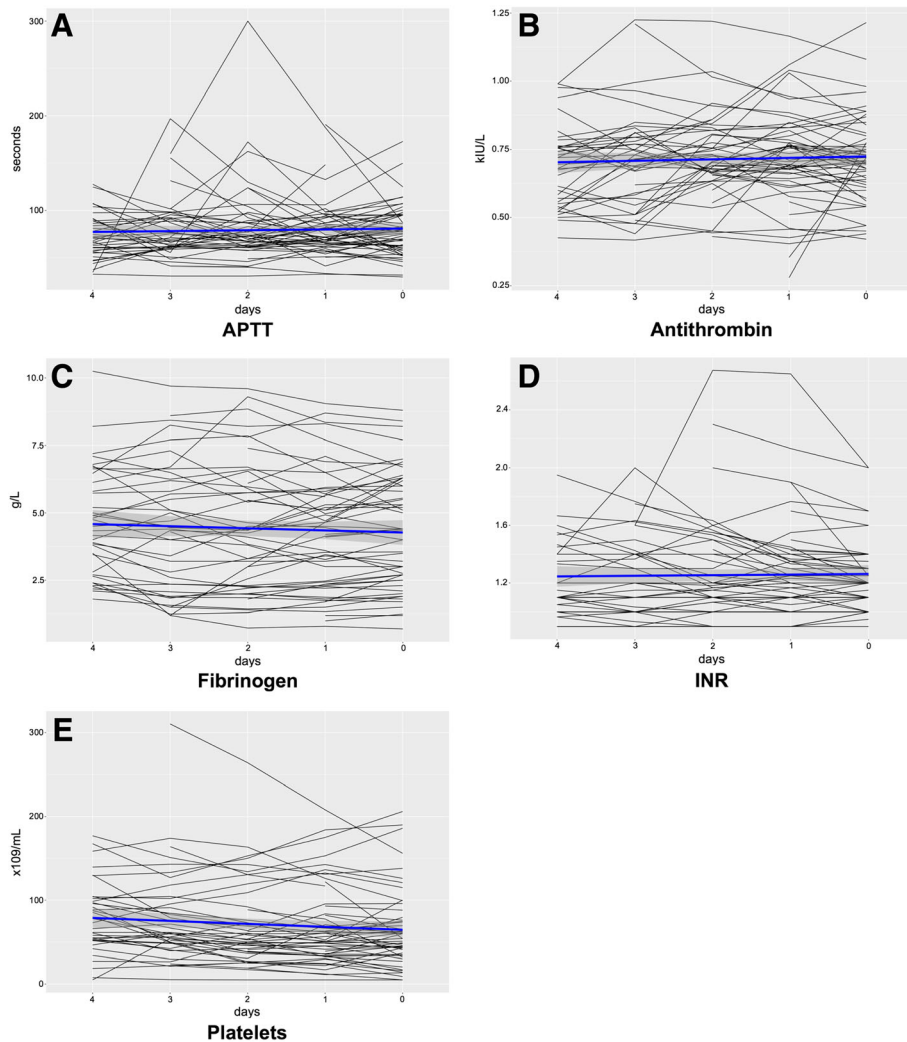 A
300
200
100
seconds
4 3 2 1 0
days
APTT
B
1.25
1.00
0.75
0.50
0.25
kIU/L
4 3 2 1 0
days
Antithrombin
C
10.0
7.5
5.0
2.5
g/L
4 3 2 1 0
days
Fibrinogen
D
2.4
2.0
1.6
1.2
4 3 2 1 0
days
INR
E
300
200
100
0
x109/mL
4 3 2 1 0
days
Platelets